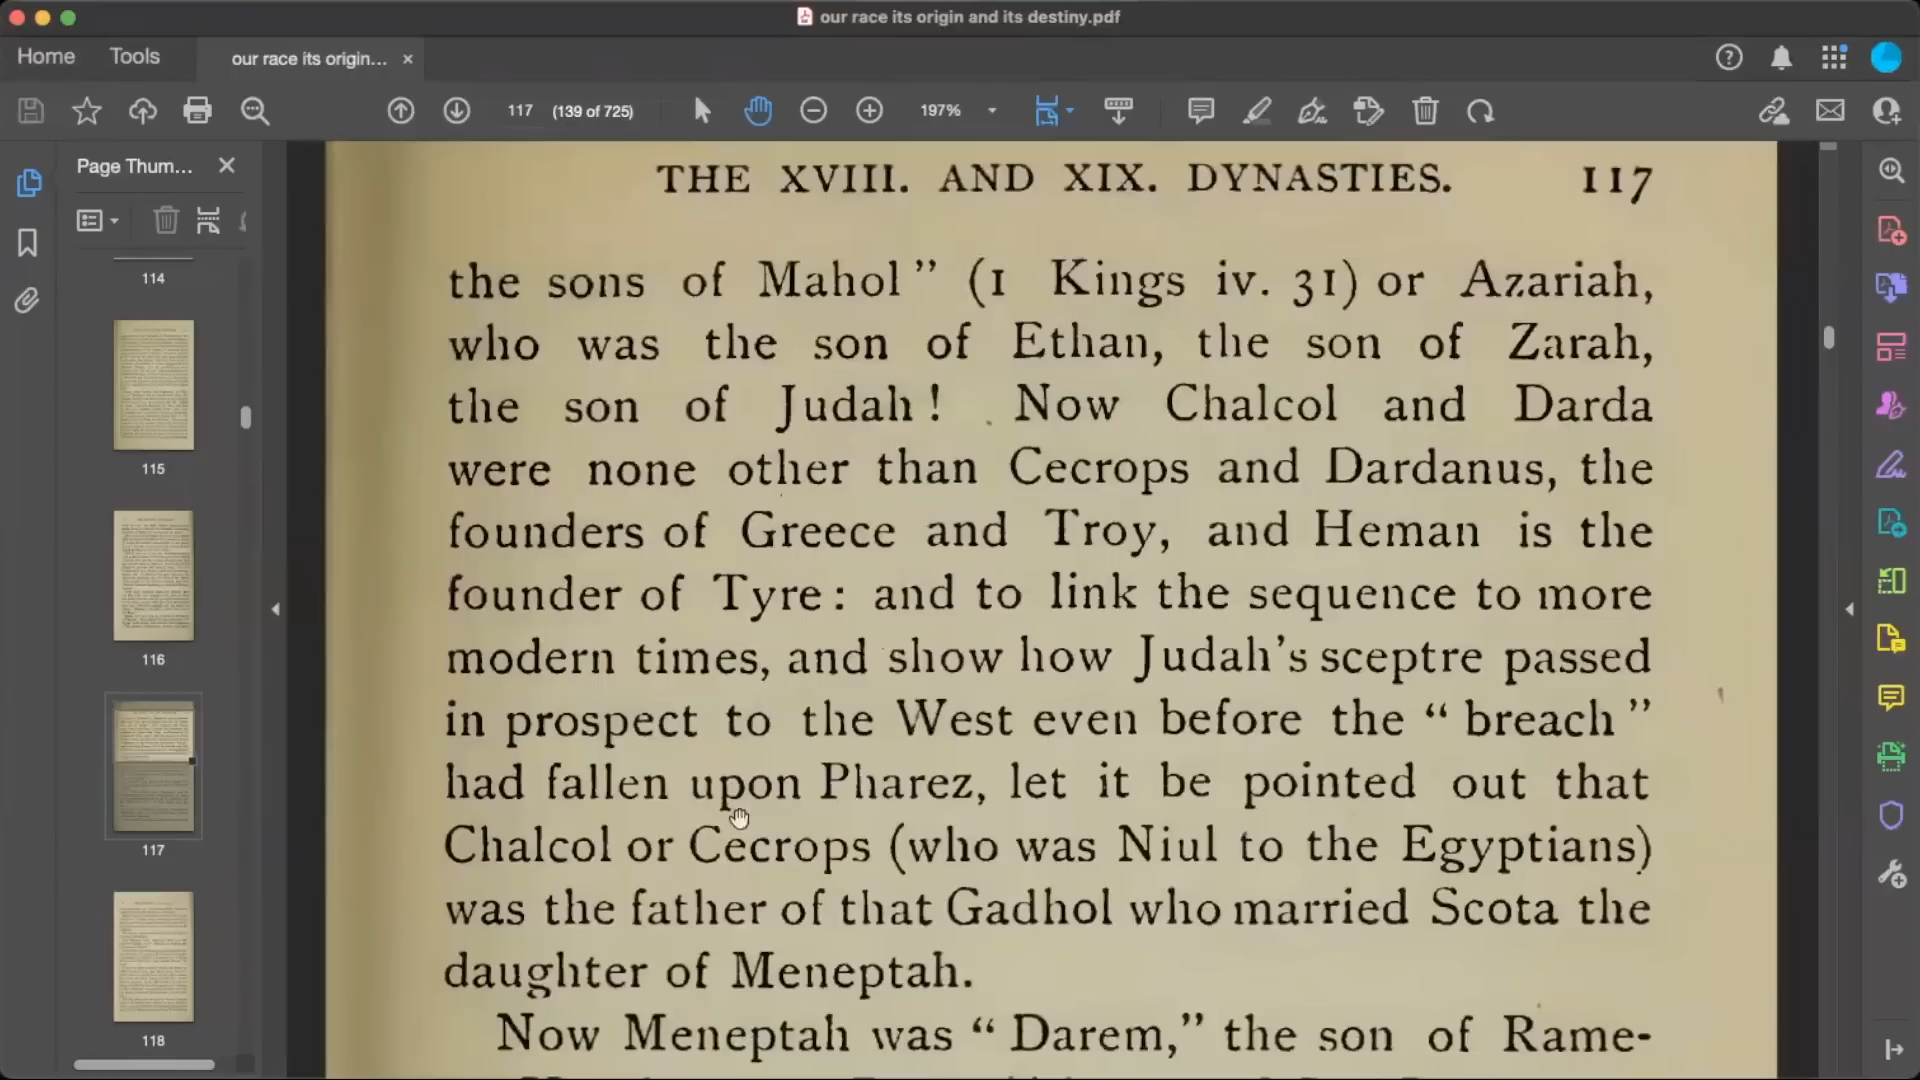 our race its origin and its destiny.pdf
Home
Tools
our race its origin...
117
(139 of 725)
197%
Page Thum...
114
115
116
117
118
THE XVIII. AND XIX. DYNASTIES. 117
the sons of Mahol” (1 Kings iv. 31) or Azariah,
who was the son of Ethan, the son of Zarah,
the son of Judah! Now Chalcol and Darda
were none other than Cecrops and Dardanus, the
founders of Greece and Troy, and Heman is the
founder of Tyre: and to link the sequence to more
modern times, and show how Judah’s sceptre passed
in prospect to the West even before the “breach”
had fallen upon Pharez, let it be pointed out that
Chalcol or Cecrops (who was Niul to the Egyptians)
was the father of that Gadhol who married Scota the
daughter of Meneptah.
Now Meneptah was “Darem,” the son of Rame-